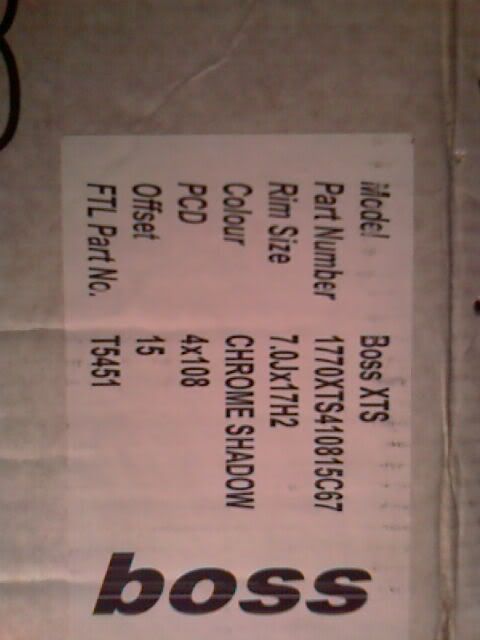 Model Boss XTS
Part Number 1770XTS410815C67
Rim Size 7.0Jx17H2
Colour CHROME SHADOW
PCD 4x108
Offset 15
FTL Part No. T5451
boss